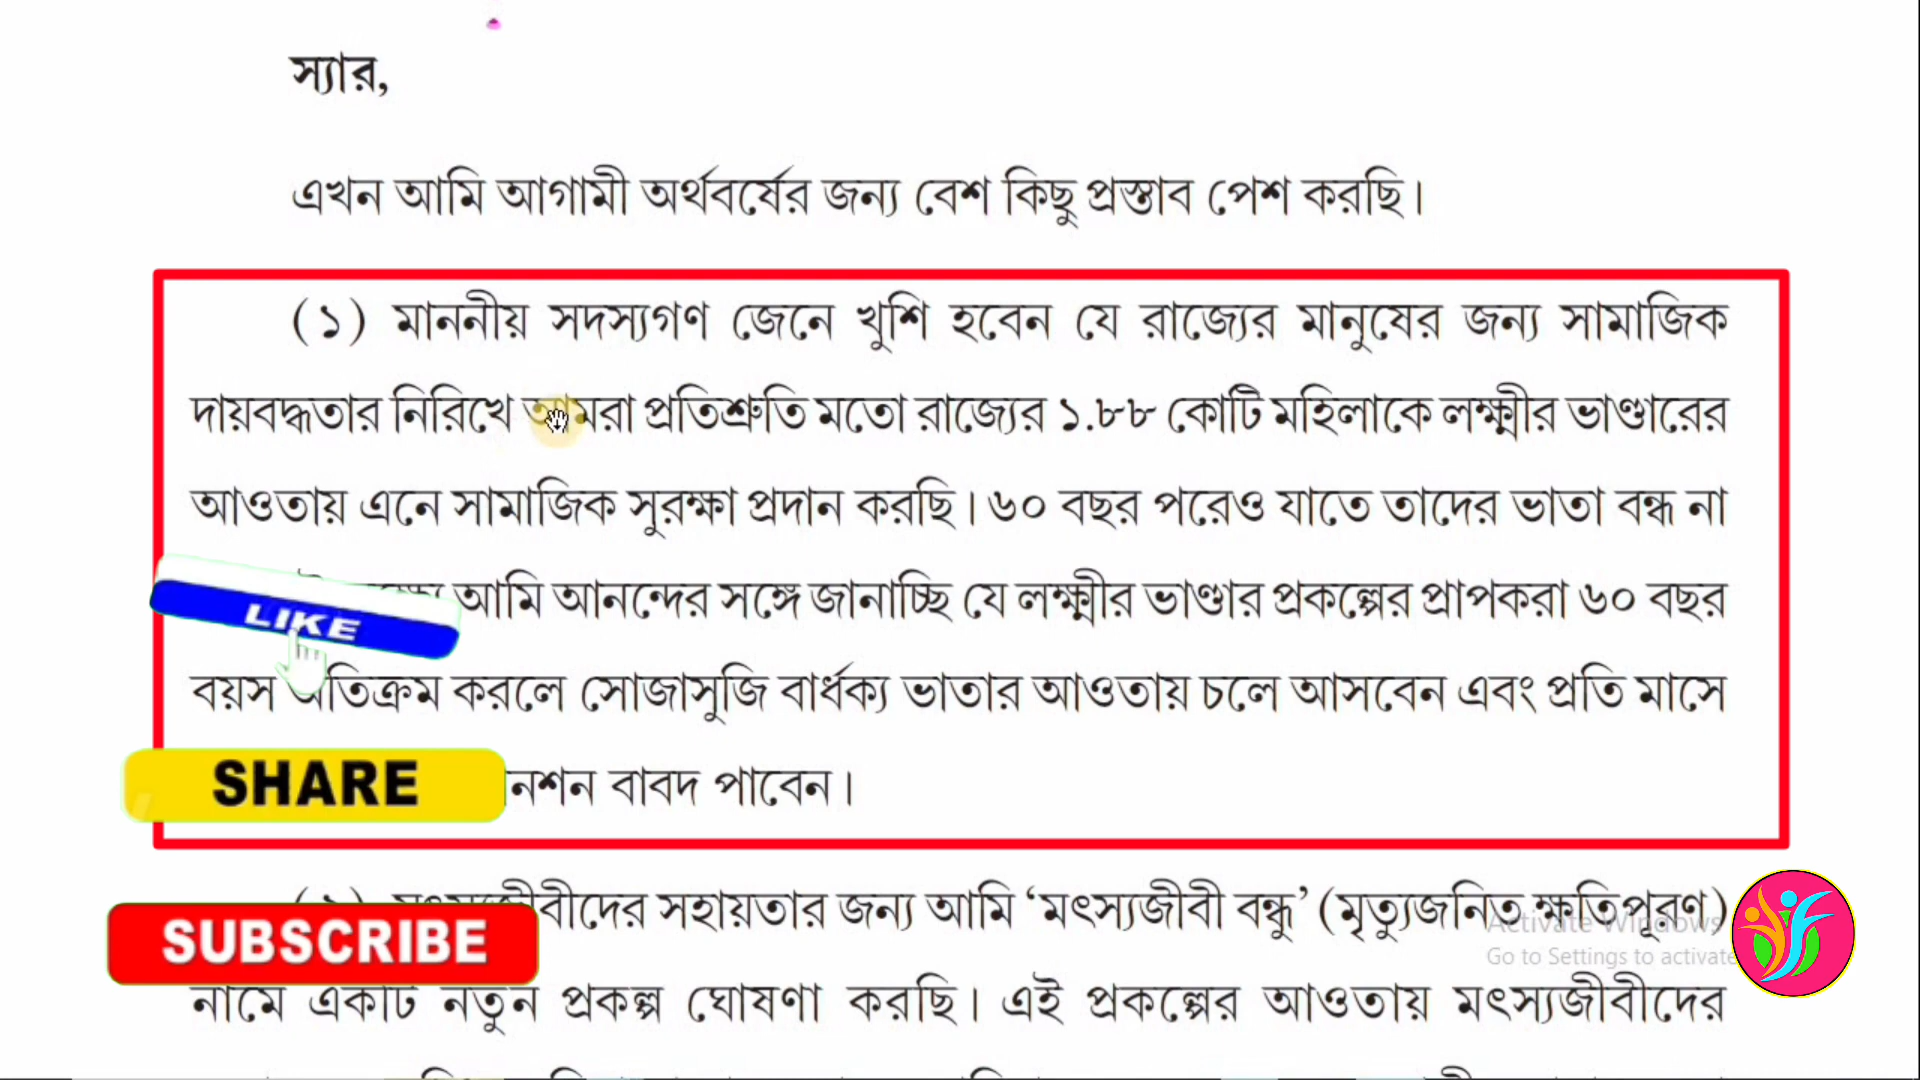 স্যার,
এখন আমি আগামী অর্থবর্ষের জন্য বেশ কিছু প্রস্তাব পেশ করছি।
(১) মাননীয় সদস্যগণ জেনে খুশি হবেন যে রাজ্যের মানুষের জন্য সামাজিক
দায়বদ্ধতার নিরিখে আমরা প্রতিশ্রুতি মতো রাজ্যের ১.৮৮ কোটি মহিলাকে লক্ষ্মীর ভাণ্ডারের
আওতায় এনে সামাজিক সুরক্ষা প্রদান করছি। ৬০ বছর পরেও যাতে তাদের ভাতা বন্ধ না
আমি আনন্দের সঙ্গে জানাচ্ছি যে লক্ষ্মীর ভাণ্ডার প্রকল্পের প্রাপকরা ৬০ বছর
LIKE
বয়স অতিক্রম করলে সোজাসুজি বার্ধক্য ভাতার আওতায় চলে আসবেন এবং প্রতি মাসে
SHARE
বাবদ পাবেন।
সহায়তার জন্য আমি ‘মৎস্যজীবী বন্ধু’ (মৃত্যুজনিত ক্ষতিপূরণ)
Activate Windows
SUBSCRIBE
Go to Settings to activate
নামে একটি নতুন প্রকল্প ঘোষণা করছি। এই প্রকল্পের আওতায় মৎস্যজীবীদের